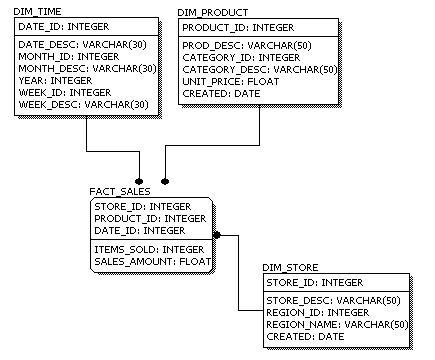 DIM_TIME
DATE_ID: INTEGER
DATE_DESC: VARCHAR(30)
MONTH_ID: INTEGER
MONTH_DESC: VARCHAR(30)
YEAR: INTEGER
WEEK_ID: INTEGER
WEEK_DESC: VARCHAR(30)
DIM_PRODUCT
PRODUCT_ID: INTEGER
PROD_DESC: VARCHAR(50)
CATEGORY_ID: INTEGER
CATEGORY_DESC: VARCHAR(50)
UNIT_PRICE: FLOAT
CREATED: DATE
FACT_SALES
STORE_ID: INTEGER
PRODUCT_ID: INTEGER
DATE_ID: INTEGER
ITEMS_SOLD: INTEGER
SALES_AMOUNT: FLOAT
DIM_STORE
STORE_ID: INTEGER
STORE_DESC: VARCHAR(50)
REGION_ID: INTEGER
REGION_NAME: VARCHAR(50)
CREATED: DATE